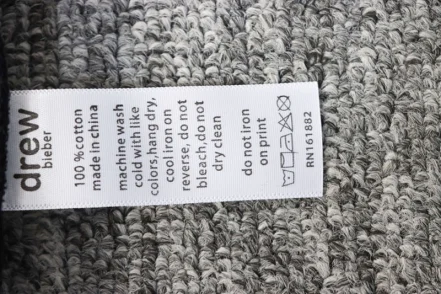 drew
bieber
100 % cotton
made in china
machine wash
cold with like
colors,hang dry,
cool iron on
reverse, do not
bleach,do not
dry clean
do not iron
on print
RN161882